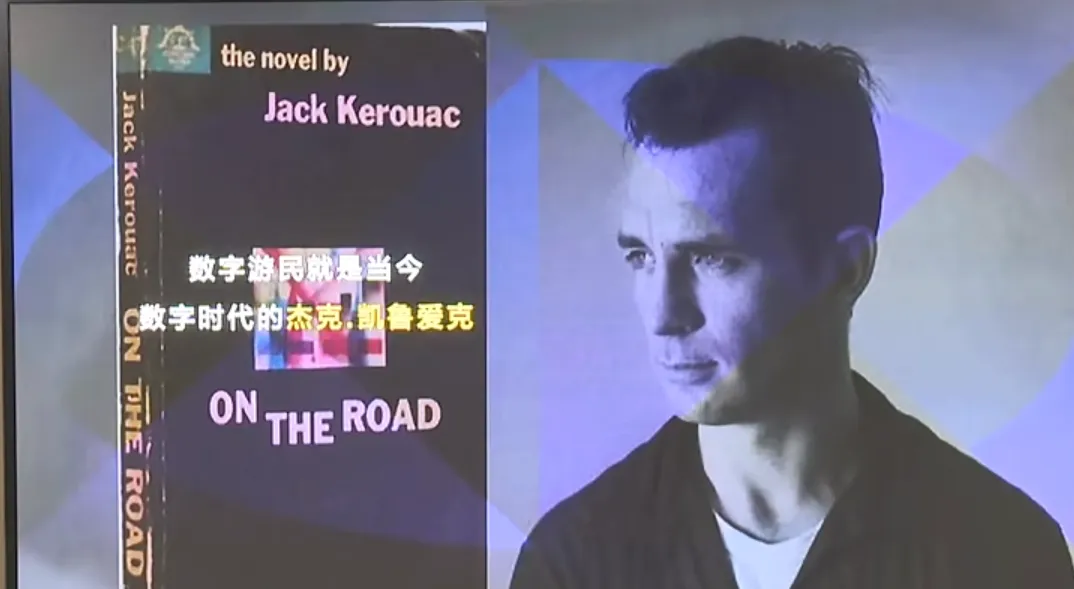 the novel by
Jack Kerouac
数字游民就是当今
数字时代的杰克.凯鲁爱克
ON THE ROAD
Jack Kerouac ON THE ROAD